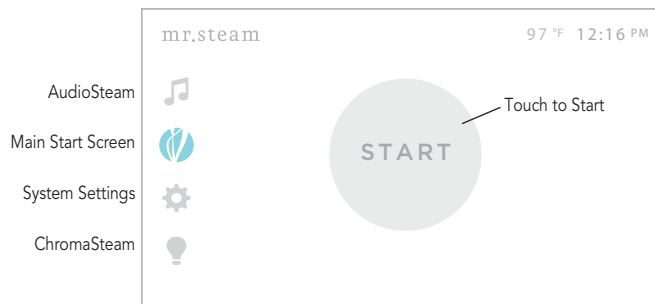 mr.steam
97 °F 12:16 PM
AudioSteam
Touch to Start
Main Start Screen
START
System Settings
ChromaSteam